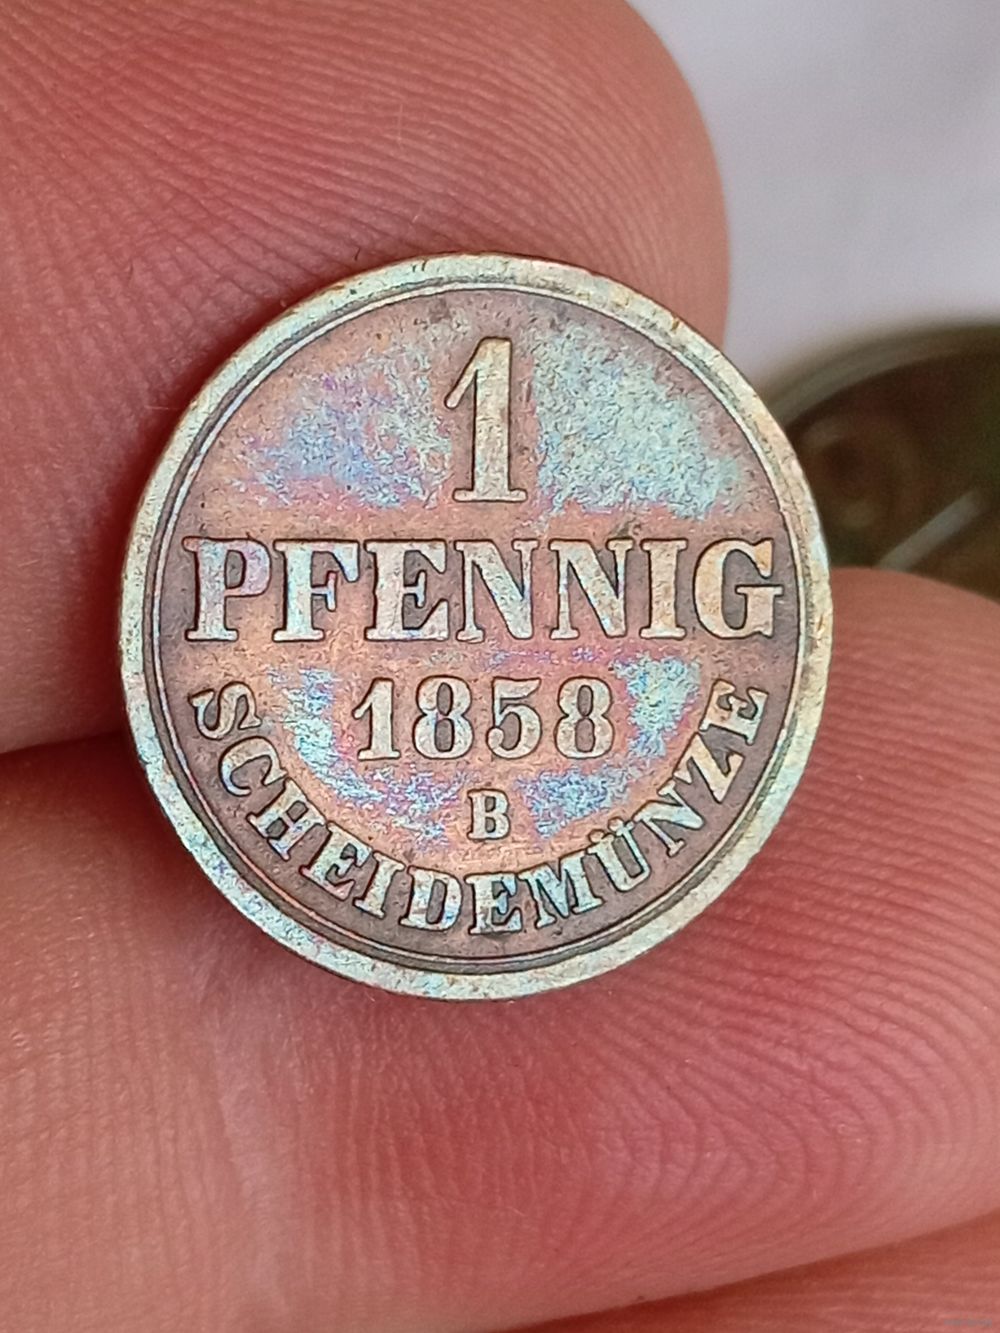 1
PFENNIG
1858
B
SCHEIDEMÜNZE